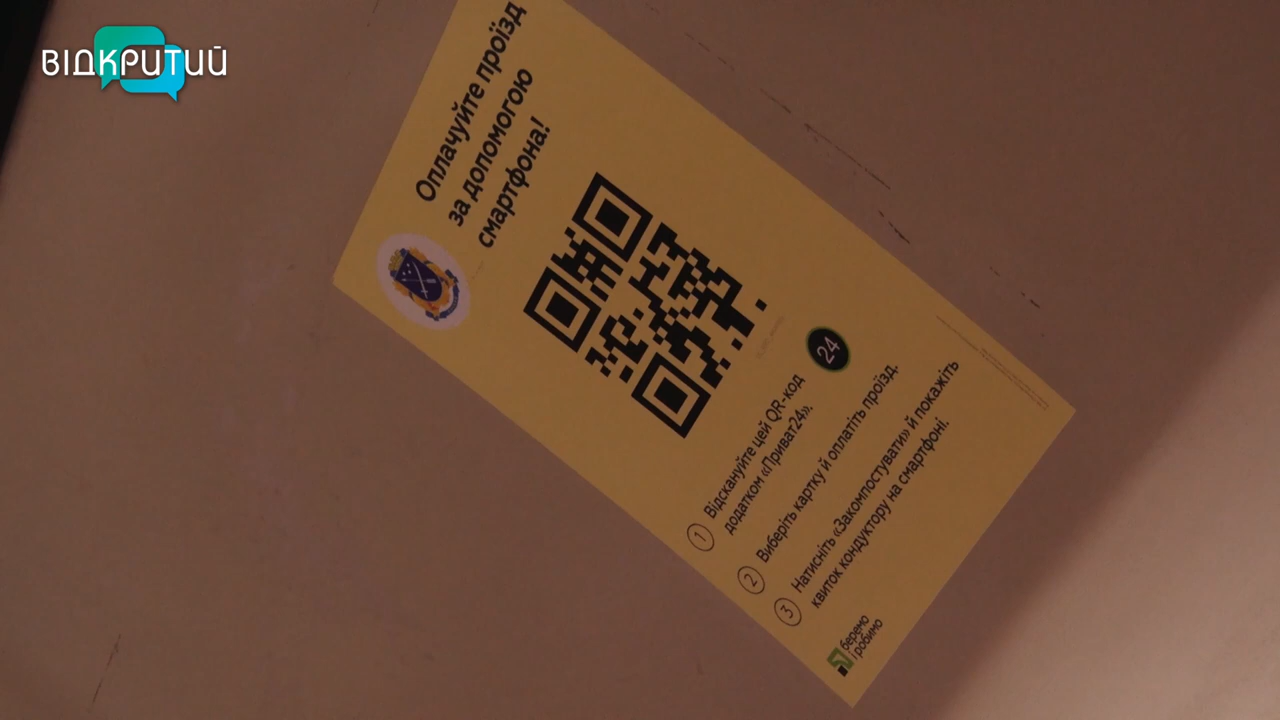 ВІДКРИТИЙ
Оплачуйте проїзд
за допомогою
смартфона!
24
1 Відскануйте цей QR-код
додатком «Приват24».
2 Виберіть картку й оплатіть проїзд.
3 Натисніть «Закомпостувати» й покажіть
квиток кондуктору на смартфоні.
беремо
і робимо